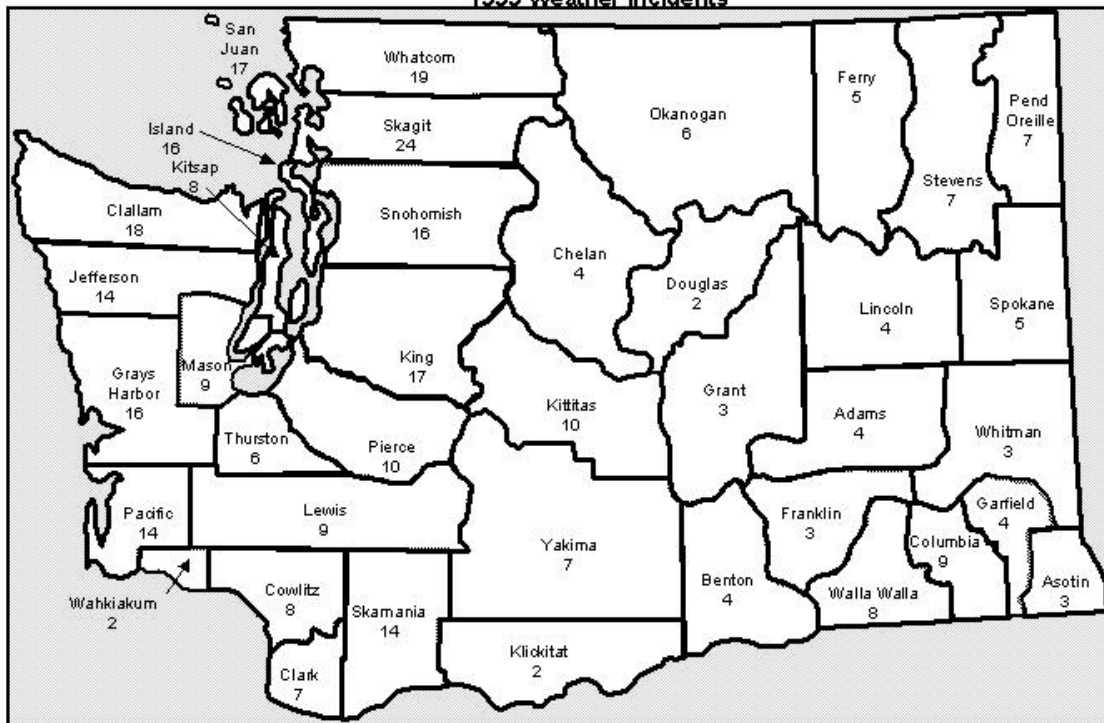 Weather Incidents
San
Juan
17
Whatcom
19
Ferry
5
Okanogan
6
Pend
Oreille
7
Skagit
24
Island
16
Kitsap
8
Stevens
7
Clallam
18
Snohomish
16
Chelan
4
Jefferson
14
Douglas
2
Lincoln
4
Spokane
5
King
17
Mason
9
Grays
Harbor
16
Grant
3
Kittitas
10
Adams
4
Whitman
3
Thurston
6
Pierce
10
Garfield
4
Pacific
14
Lewis
9
Franklin
3
Yakima
7
Columbia
9
Benton
4
Asotin
3
Cowlitz
8
Walla Walla
8
Wahkiakum
2
Skamania
14
Klickitat
2
Clark
7